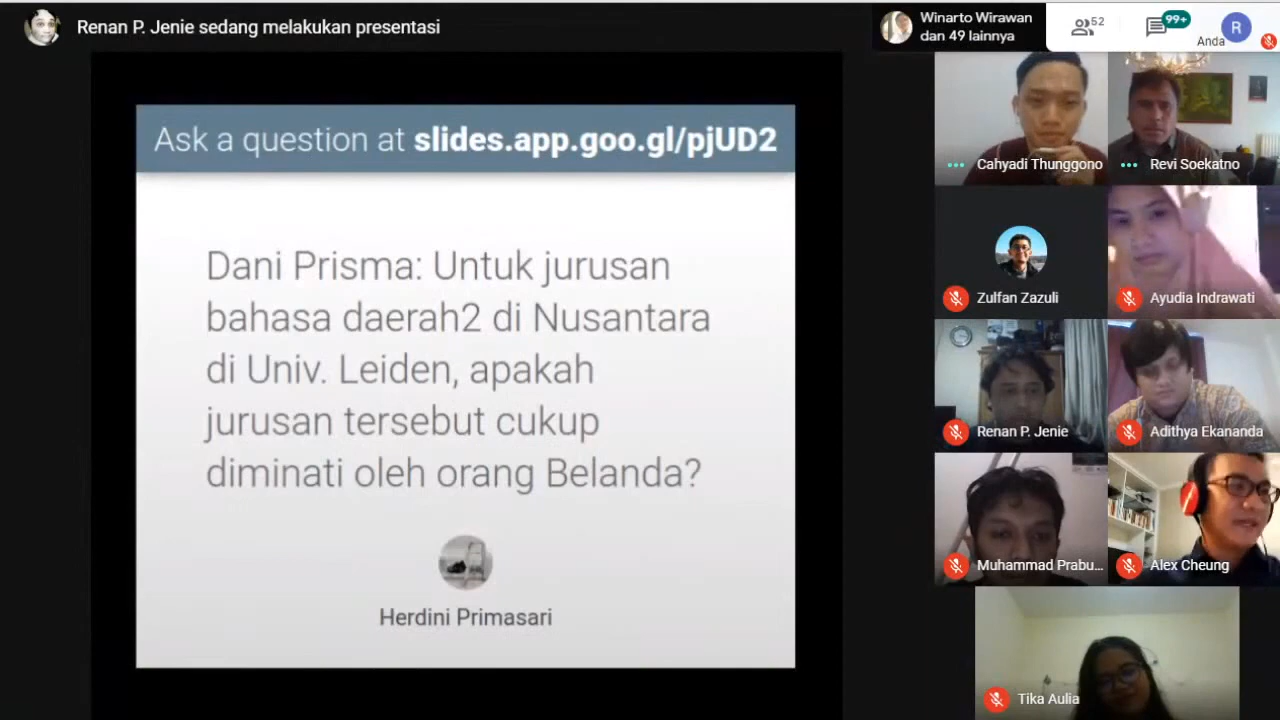 Renan P. Jenie sedang melakukan presentasi
Winarto Wirawan
dan 49 lainnya
52
99+
Anda
R
Ask a question at slides.app.goo.gl/pjUD2
Dani Prisma: Untuk jurusan
bahasa daerah2 di Nusantara
di Univ. Leiden, apakah
jurusan tersebut cukup
diminati oleh orang Belanda?
Herdini Primasari
Cahyadi Thunggono
Revi Soekatno
Zulfan Zazuli
Ayudia Indrawati
Renan P. Jenie
Adithya Ekananda
Muhammad Prabu...
Alex Cheung
Tika Aulia